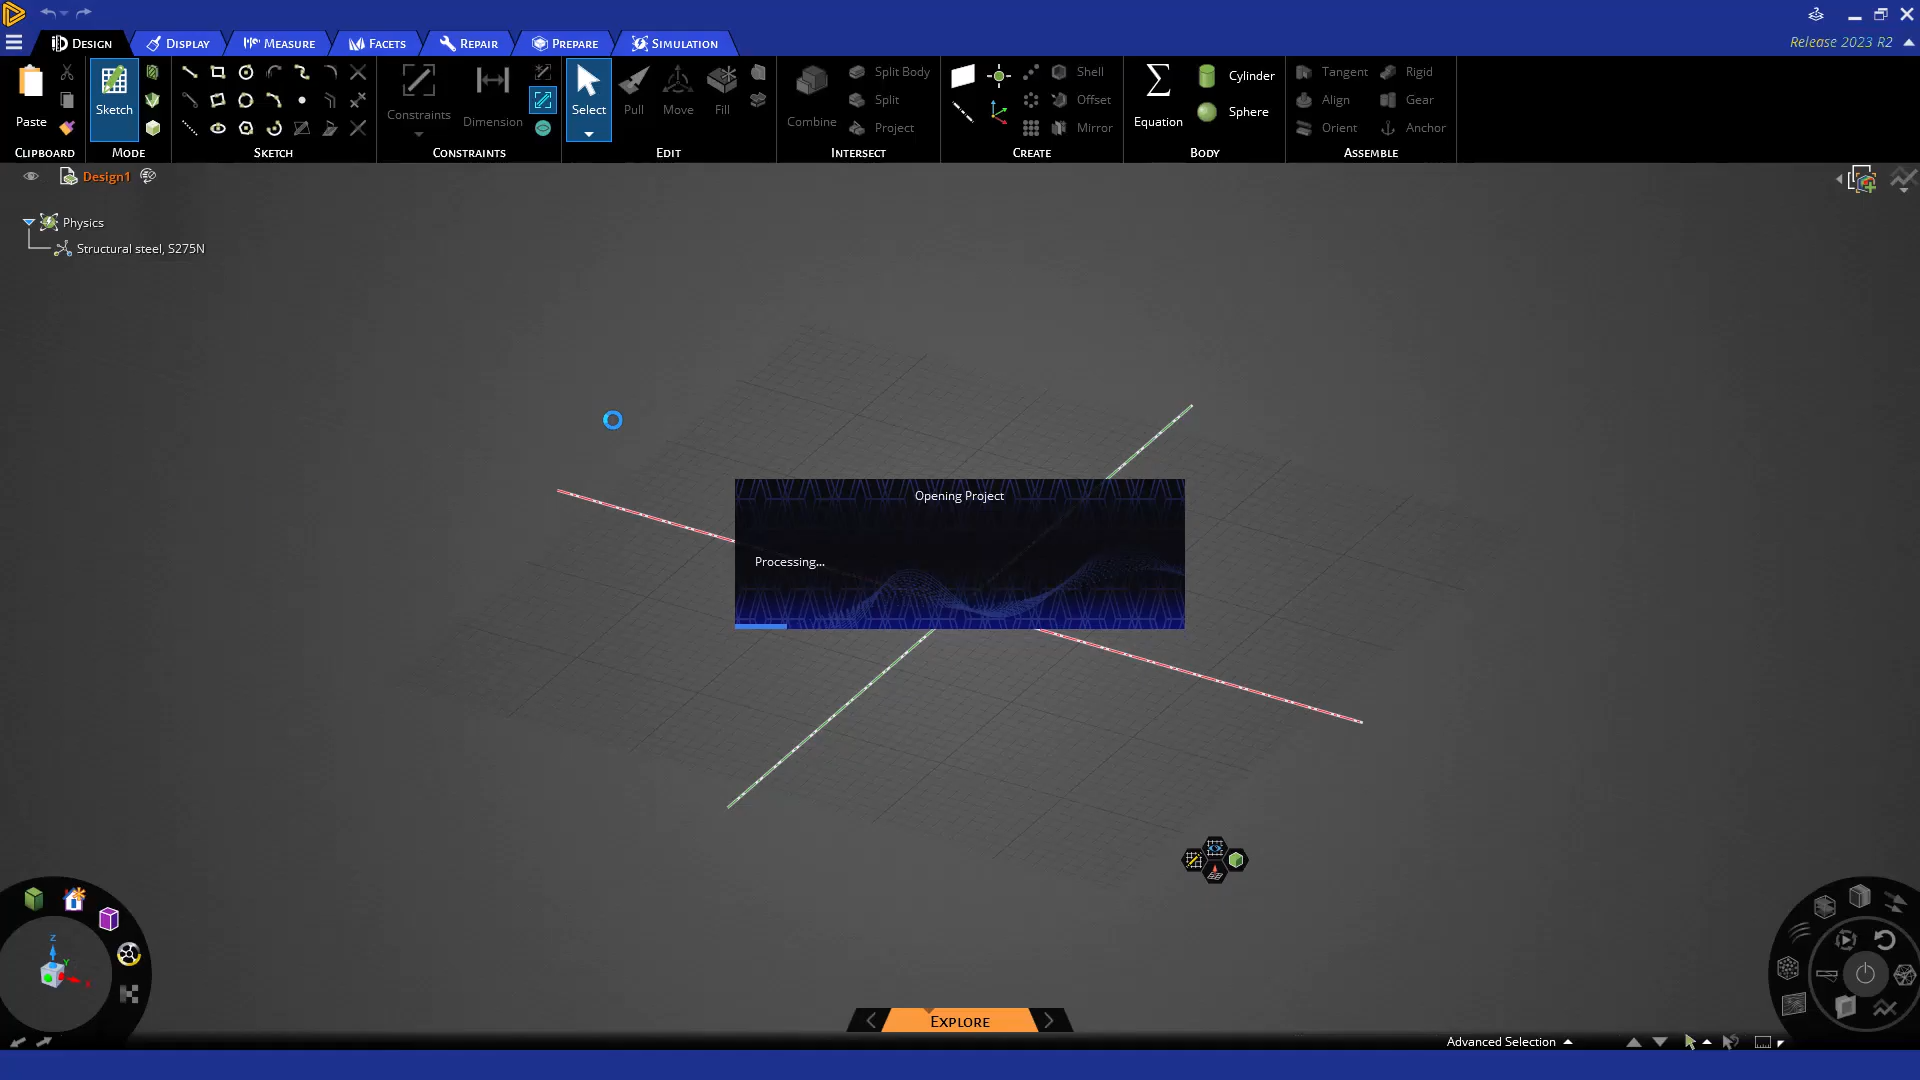 DESIGN DISPLAY MEASURE FACETS REPAIR PREPARE SIMULATION
Release 2023 R2
Paste
CLIPBOARD
Sketch
MODE
SKETCH
Constraints
Dimension
CONSTRAINTS
Select
Pull
Move
Fill
EDIT
Combine
Split Body
Split
Project
INTERSECT
Shell
Offset
Mirror
CREATE
Equation
Cylinder
Sphere
BODY
Tangent
Align
Orient
Rigid
Gear
Anchor
ASSEMBLE
Design1
Physics
Structural steel, S275N
Opening Project
Processing...
Z
Y
X
EXPLORE
Advanced Selection